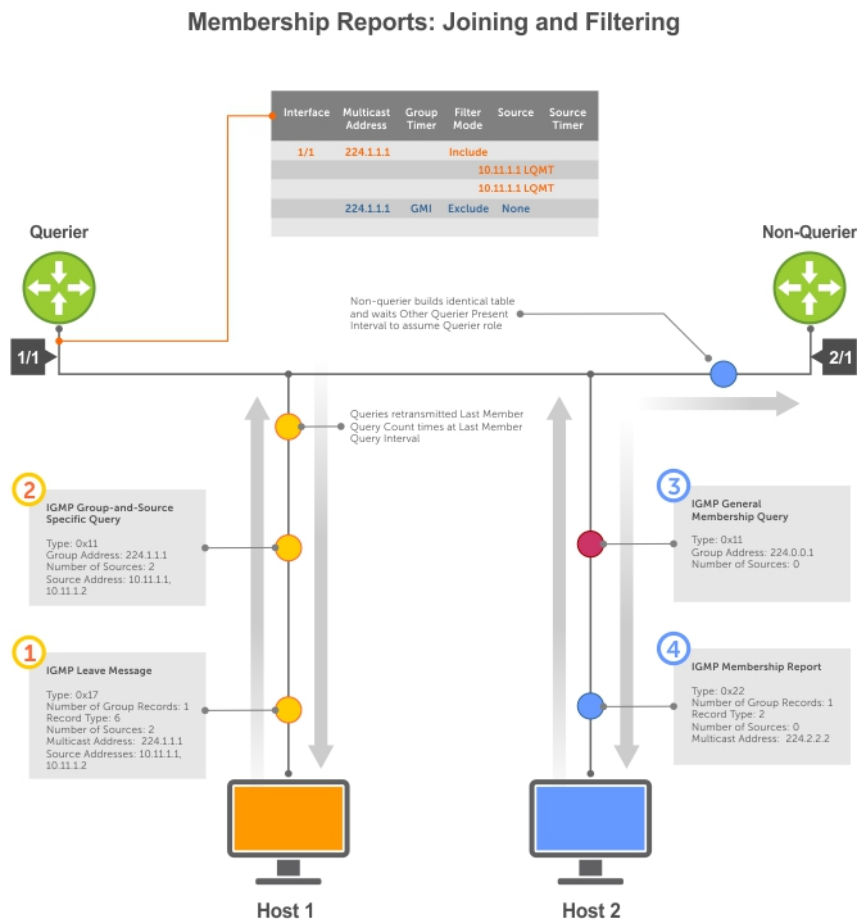 Membership Reports: Joining and Filtering
Interface Multicast Address Group Timer Filter Mode Source Source Timer
1/1 224.1.1.1 Include
10.11.1.1 LQMT
10.11.1.1 LQMT
224.1.1.1 GMI Exclude None
Querier
Non-Querier
1/1
2/1
Non-querier builds identical table
and waits Other Querier Present
Interval to assume Querier role
Queries retransmitted Last Member
Query Count times at Last Member
Query Interval
2
IGMP Group-and-Source
Specific Query
Type: 0x11
Group Address: 224.1.1.1
Number of Sources: 2
Source Address: 10.11.1.1,
10.11.1.2
3
IGMP General
Membership Query
Type: 0x11
Group Address: 224.0.0.1
Number of Sources: 0
1
IGMP Leave Message
Type: 0x17
Number of Group Records: 1
Record Type: 6
Number of Sources: 2
Multicast Address: 224.1.1.1
Source Addresses: 10.11.1.1,
10.11.1.2
4
IGMP Membership Report
Type: 0x22
Number of Group Records: 1
Record Type: 2
Number of Sources: 0
Multicast Address: 224.2.2.2
Host 1
Host 2